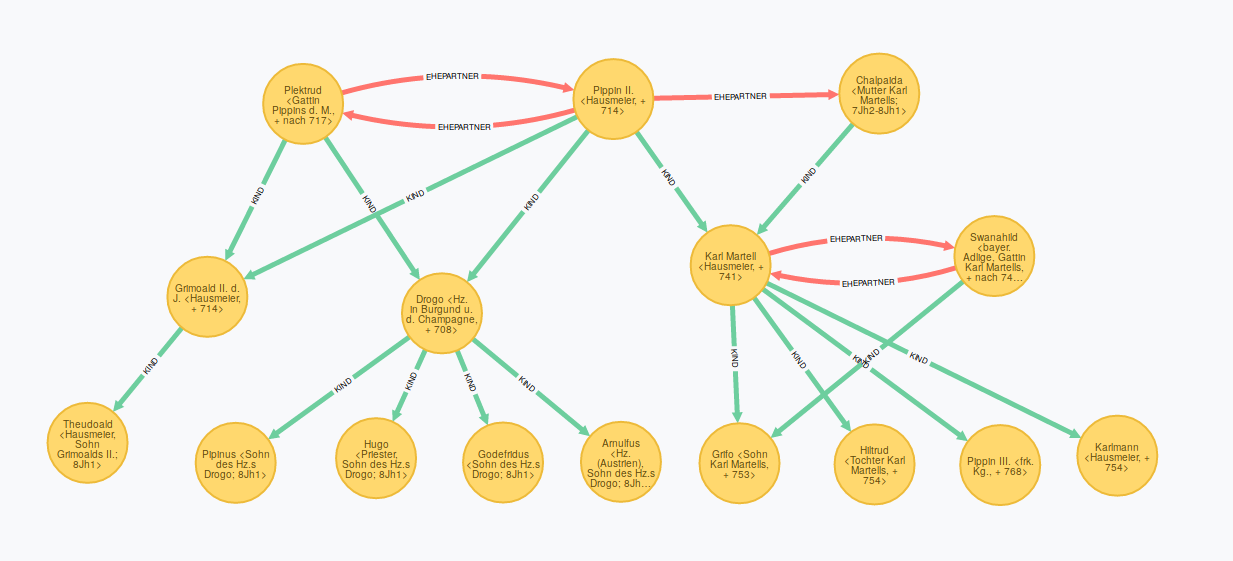 Plektrud
<Gattin
Pippins d. M.,
+ nach 717>
EHEPARTNER
EHEPARTNER
Pippin II.
<Hausmeier, +
714>
EHEPARTNER
Chalpaida
<Mutter Karl
Martells;
7Jh2-8Jh1>
KIND
KIND
KIND
KIND
KIND
KIND
Grimoald II. d.
J. <Hausmeier,
+ 714>
Drogo <Hz.
in Burgund u.
d. Champagne,
+ 708>
Karl Martell
<Hausmeier, +
741>
EHEPARTNER
EHEPARTNER
Swanahild
<bayer.
Adlige, Gattin
Karl Martells,
+ nach 74...
KIND
KIND
KIND
KIND
KIND
KIND
KIND
KIND
KIND
KIND
Theudoald
<Hausmeier,
Sohn
Grimoalds II.;
8Jh1>
Pipinus <Sohn
des Hz.s
Drogo; 8Jh1>
Hugo
<Priester,
Sohn des Hz.s
Drogo; 8Jh1>
Godefridus
<Sohn des Hz.s
Drogo; 8Jh1>
Arnulfus
<Hz.
(Austrien),
Sohn des Hz.s
Drogo; 8Jh...
Grifo <Sohn
Karl Martells,
+ 753>
Hiltrud
<Tochter Karl
Martells, +
754>
Pippin III. <frk.
Kg., + 768>
Karlmann
<Hausmeier, +
754>